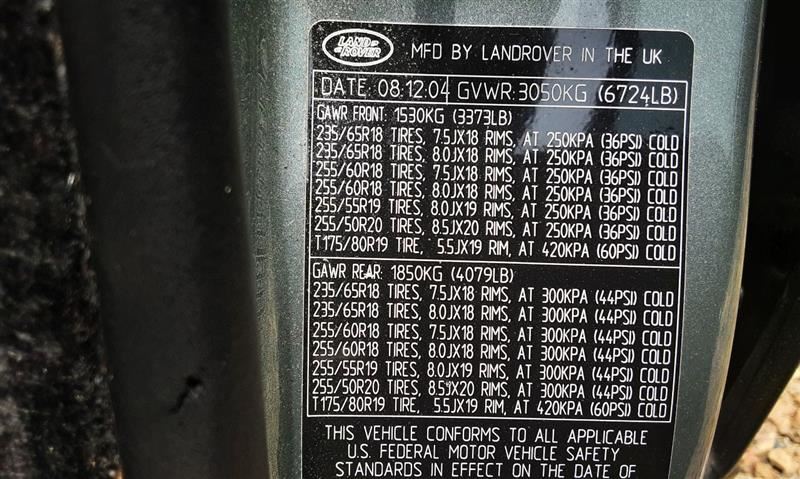 LAND ROVER MFD BY LANDROVER IN THE UK
DATE: 08.12.04 GVWR: 3050KG (6724LB)
GAWR FRONT: 1530KG (3373LB)
235/65R18 TIRES, 7.5JX18 RIMS, AT 250KPA (36PSI) COLD
235/65R18 TIRES, 8.0JX18 RIMS, AT 250KPA (36PSI) COLD
255/60R18 TIRES, 7.5JX18 RIMS, AT 250KPA (36PSI) COLD
255/60R18 TIRES, 8.0JX18 RIMS, AT 250KPA (36PSI) COLD
255/55R19 TIRES, 8.0JX19 RIMS, AT 250KPA (36PSI) COLD
255/50R20 TIRES, 8.5JX20 RIMS, AT 250KPA (36PSI) COLD
T175/80R19 TIRE, 5.5JX19 RIM, AT 420KPA (60PSI) COLD
GAWR REAR: 1850KG (4079LB)
235/65R18 TIRES, 7.5JX18 RIMS, AT 300KPA (44PSI) COLD
235/65R18 TIRES, 8.0JX18 RIMS, AT 300KPA (44PSI) COLD
255/60R18 TIRES, 7.5JX18 RIMS, AT 300KPA (44PSI) COLD
255/60R18 TIRES, 8.0JX18 RIMS, AT 300KPA (44PSI) COLD
255/55R19 TIRES, 8.0JX19 RIMS, AT 300KPA (44PSI) COLD
255/50R20 TIRES, 8.5JX20 RIMS, AT 300KPA (44PSI) COLD
T175/80R19 TIRE, 5.5JX19 RIM, AT 420KPA (60PSI) COLD
THIS VEHICLE CONFORMS TO ALL APPLICABLE
U.S. FEDERAL MOTOR VEHICLE SAFETY
STANDARDS IN EFFECT ON THE DATE OF